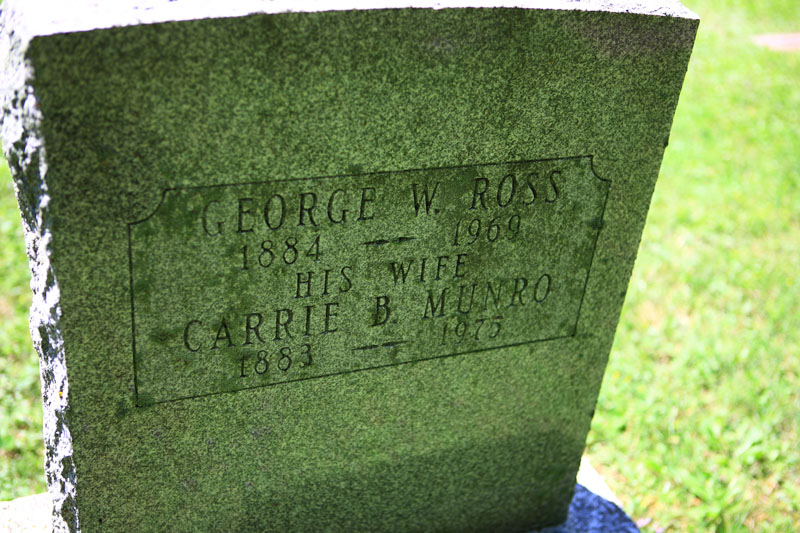 GEORGE W. ROSS
1884 — 1969
HIS WIFE
CARRIE B. MUNRO
1883 — 1975